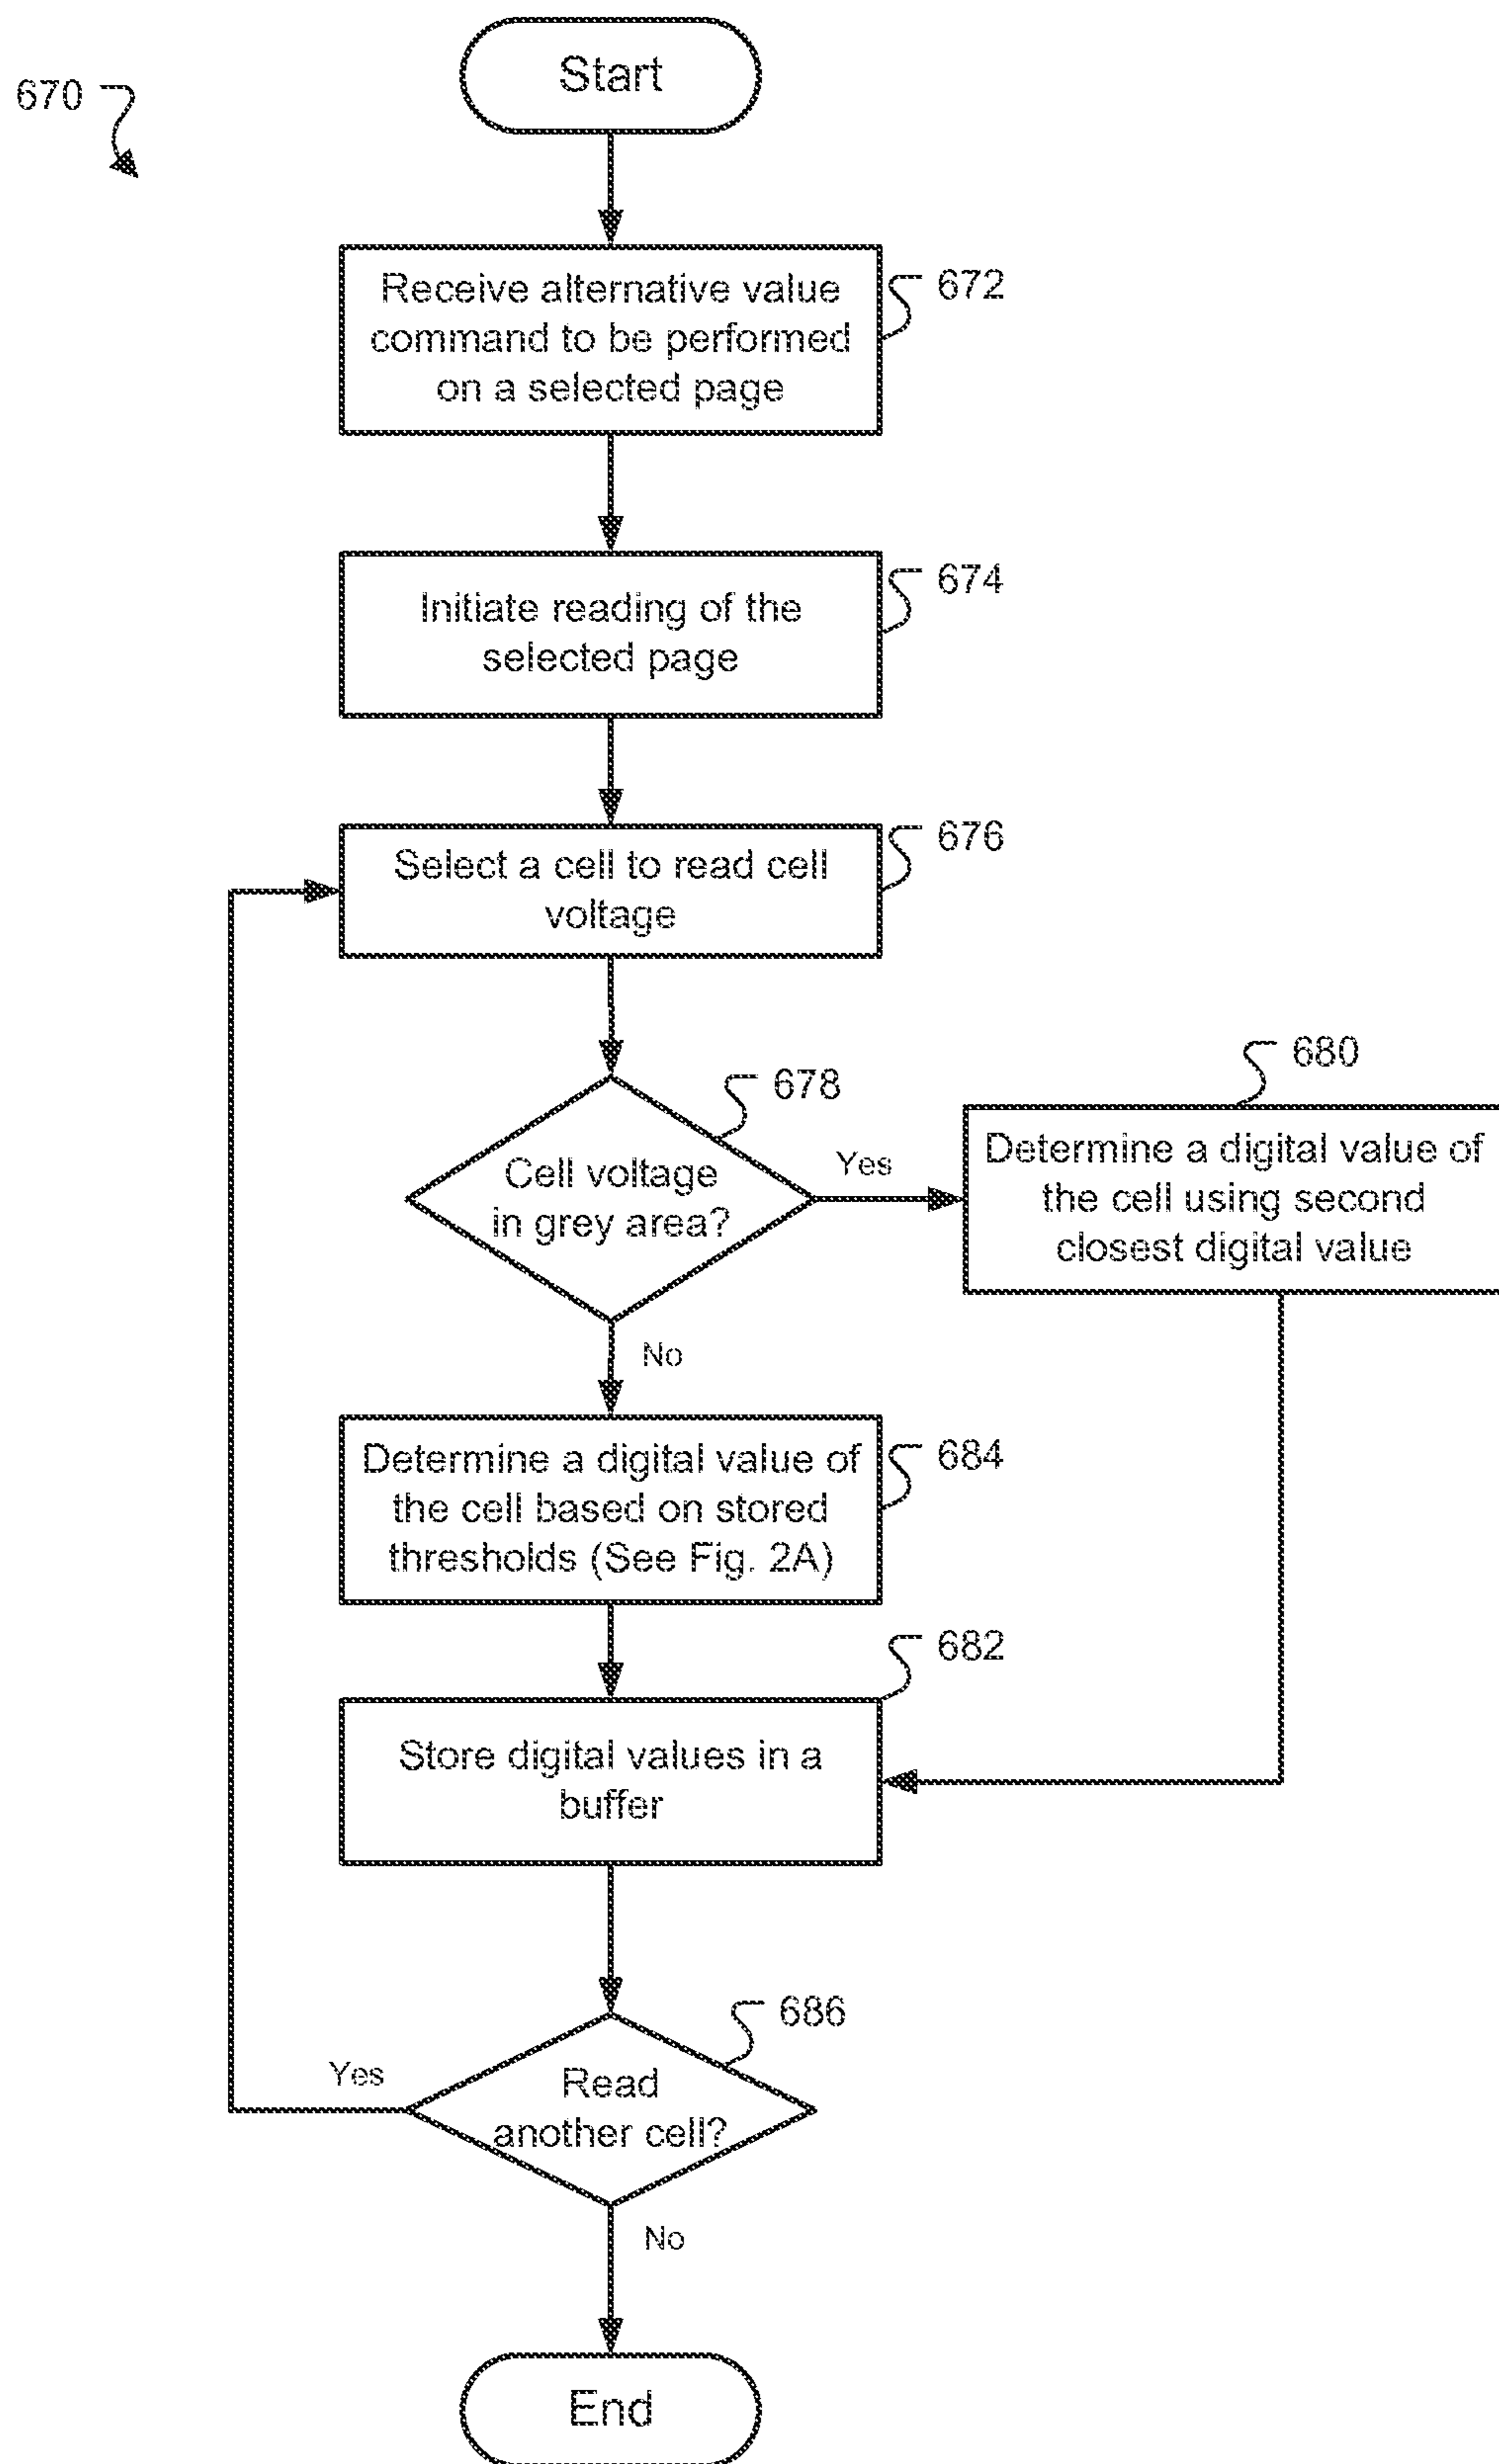 Start
670
Receive alternative value
command to be performed
on a selected page
672
Initiate reading of the
selected page
674
Select a cell to read cell
voltage
676
Cell voltage
in grey area?
678
Yes
Determine a digital value of
the cell using second
closest digital value
680
No
Determine a digital value of
the cell based on stored
thresholds (See Fig. 2A)
684
Store digital values in a
buffer
682
Read
another cell?
686
Yes
No
End